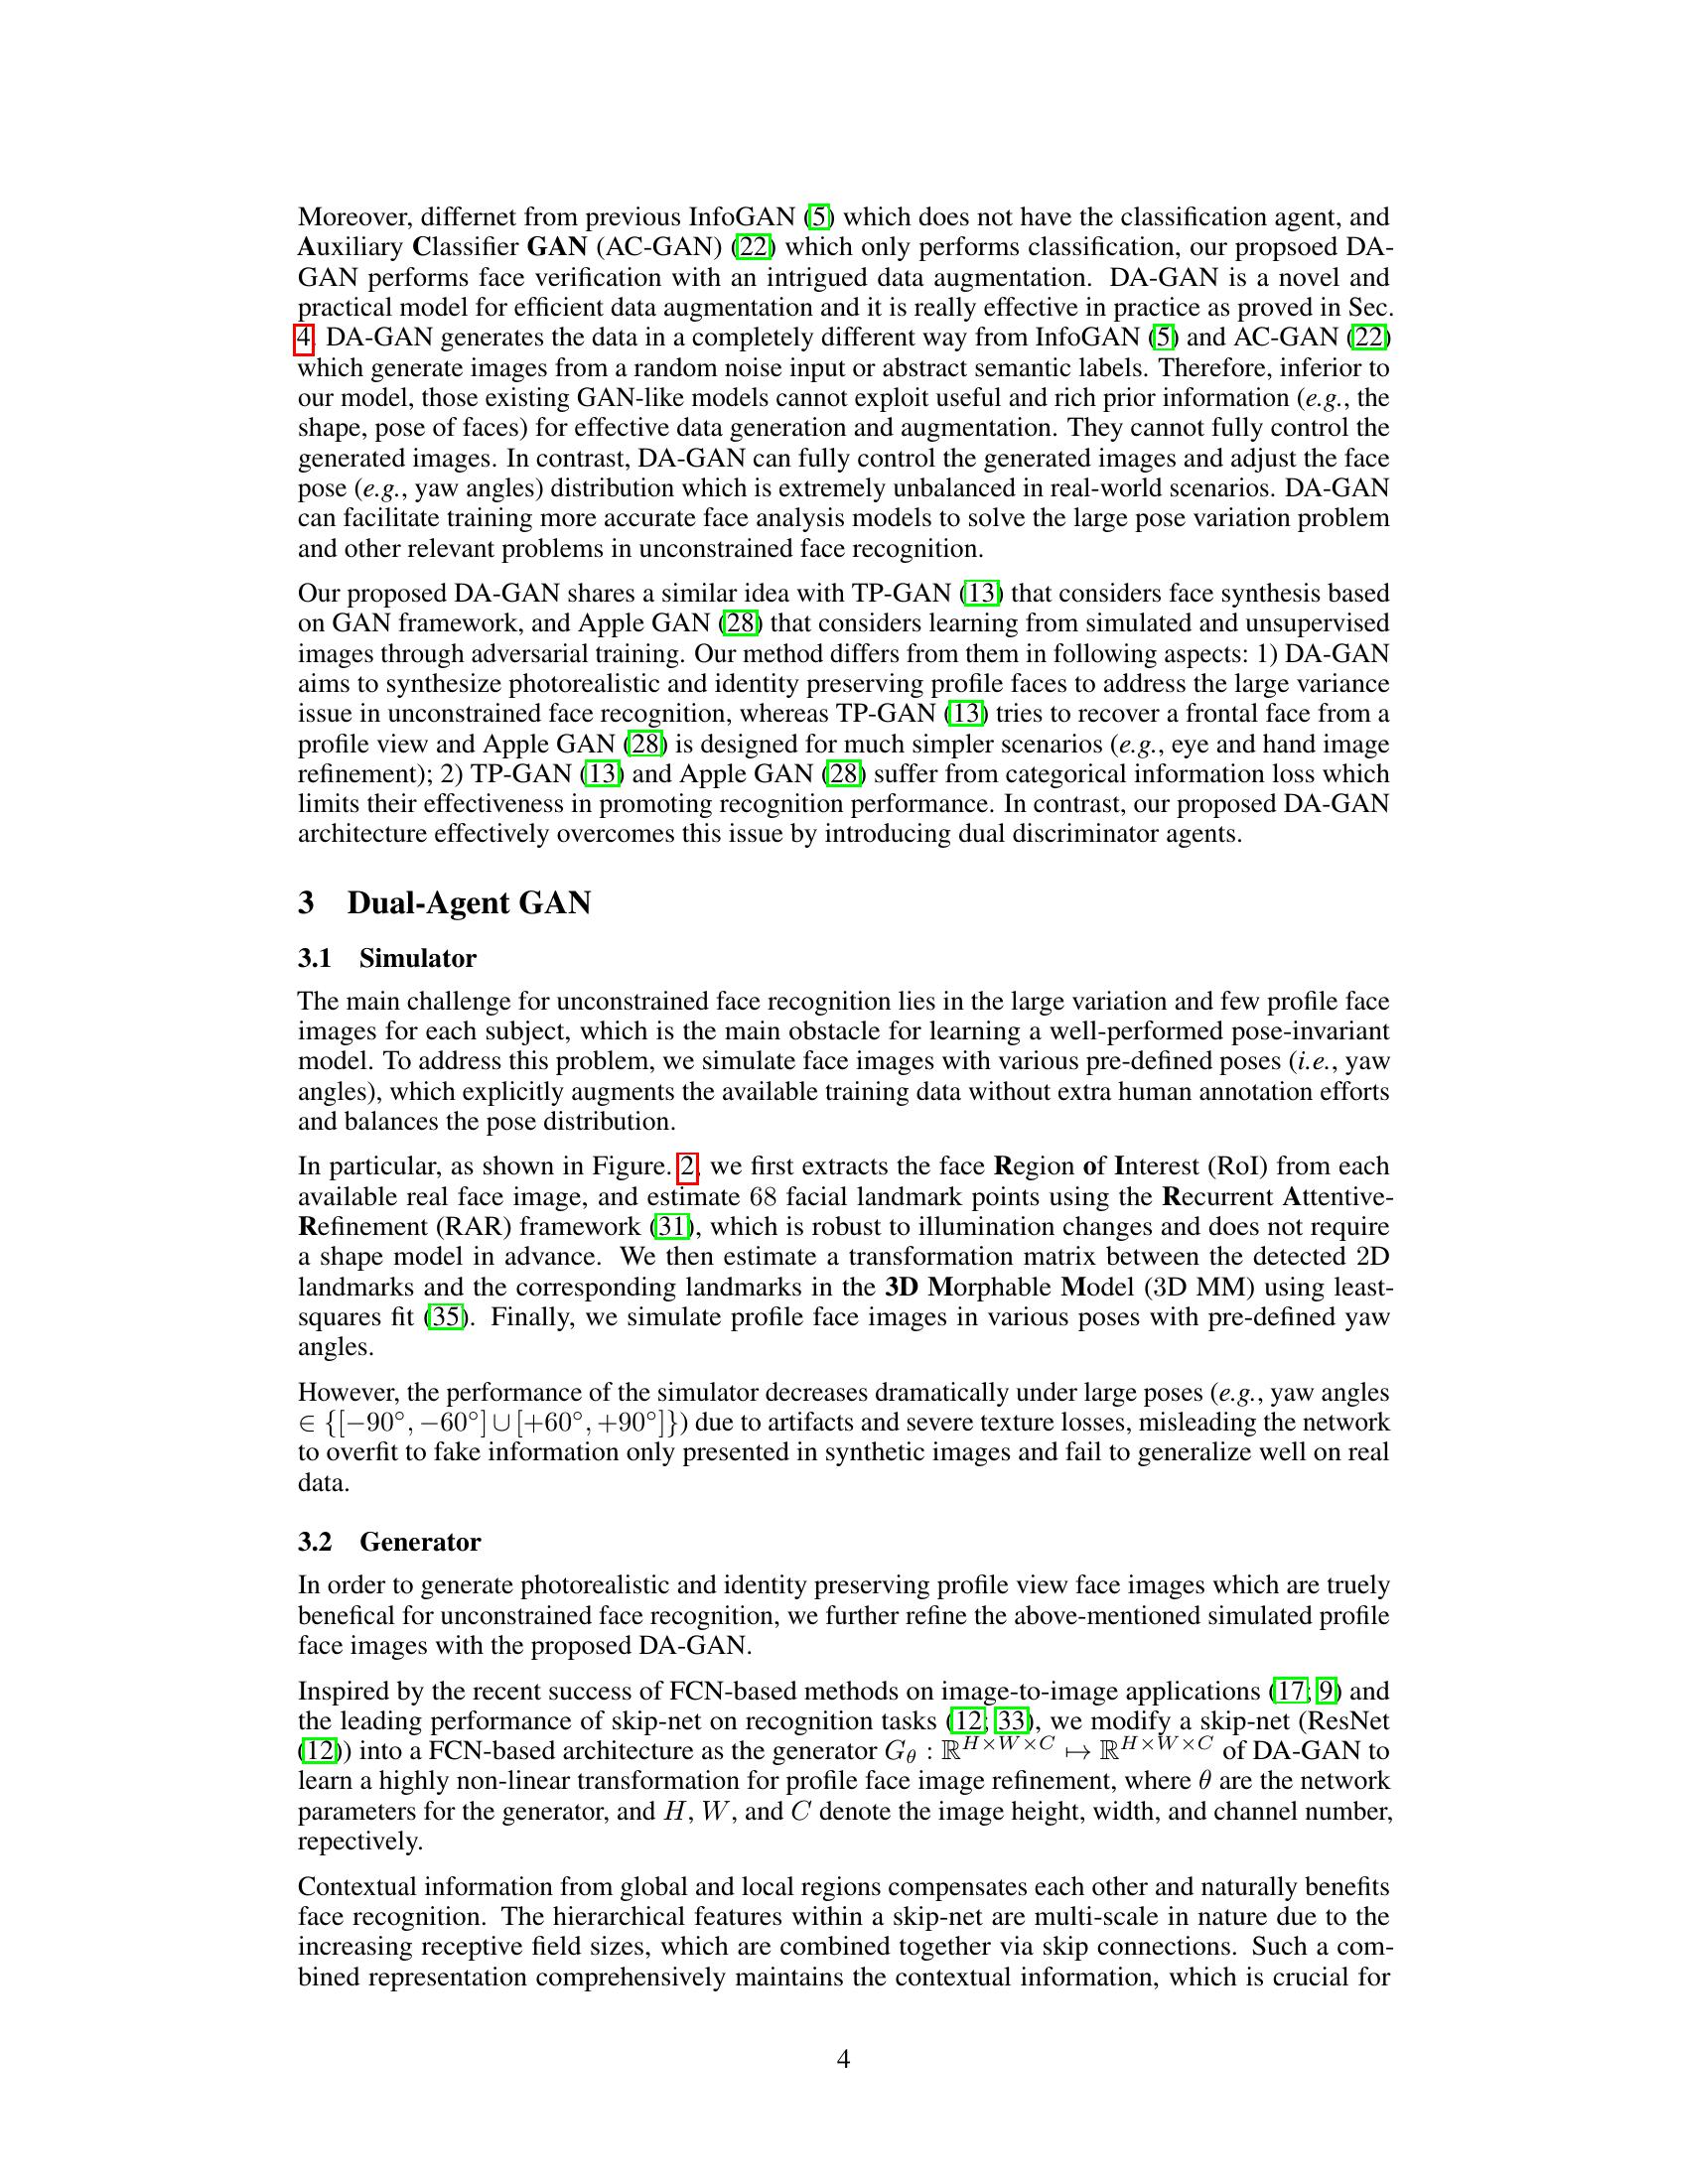 Moreover, differnet from previous InfoGAN (5) which does not have the classification agent, and
Auxiliary Classifier GAN (AC-GAN) (22) which only performs classification, our propsoed DA-
GAN performs face verification with an intrigued data augmentation. DA-GAN is a novel and
practical model for efficient data augmentation and it is really effective in practice as proved in Sec.
4. DA-GAN generates the data in a completely different way from InfoGAN (5) and AC-GAN (22)
which generate images from a random noise input or abstract semantic labels. Therefore, inferior to
our model, those existing GAN-like models cannot exploit useful and rich prior information (e.g., the
shape, pose of faces) for effective data generation and augmentation. They cannot fully control the
generated images. In contrast, DA-GAN can fully control the generated images and adjust the face
pose (e.g., yaw angles) distribution which is extremely unbalanced in real-world scenarios. DA-GAN
can facilitate training more accurate face analysis models to solve the large pose variation problem
and other relevant problems in unconstrained face recognition.
Our proposed DA-GAN shares a similar idea with TP-GAN (13) that considers face synthesis based
on GAN framework, and Apple GAN (28) that considers learning from simulated and unsupervised
images through adversarial training. Our method differs from them in following aspects: 1) DA-GAN
aims to synthesize photorealistic and identity preserving profile faces to address the large variance
issue in unconstrained face recognition, whereas TP-GAN (13) tries to recover a frontal face from a
profile view and Apple GAN (28) is designed for much simpler scenarios (e.g., eye and hand image
refinement); 2) TP-GAN (13) and Apple GAN (28) suffer from categorical information loss which
limits their effectiveness in promoting recognition performance. In contrast, our proposed DA-GAN
architecture effectively overcomes this issue by introducing dual discriminator agents.
3 Dual-Agent GAN
3.1 Simulator
The main challenge for unconstrained face recognition lies in the large variation and few profile face
images for each subject, which is the main obstacle for learning a well-performed pose-invariant
model. To address this problem, we simulate face images with various pre-defined poses (i.e., yaw
angles), which explicitly augments the available training data without extra human annotation efforts
and balances the pose distribution.
In particular, as shown in Figure. 2, we first extracts the face Region of Interest (RoI) from each
available real face image, and estimate 68 facial landmark points using the Recurrent Attentive-
Refinement (RAR) framework (31), which is robust to illumination changes and does not require
a shape model in advance. We then estimate a transformation matrix between the detected 2D
landmarks and the corresponding landmarks in the 3D Morphable Model (3D MM) using least-
squares fit (35). Finally, we simulate profile face images in various poses with pre-defined yaw
angles.
However, the performance of the simulator decreases dramatically under large poses (e.g., yaw angles
∈ {[−90°, −60°] ∪ [+60°, +90°]}) due to artifacts and severe texture losses, misleading the network
to overfit to fake information only presented in synthetic images and fail to generalize well on real
data.
3.2 Generator
In order to generate photorealistic and identity preserving profile view face images which are truely
benefical for unconstrained face recognition, we further refine the above-mentioned simulated profile
face images with the proposed DA-GAN.
Inspired by the recent success of FCN-based methods on image-to-image applications (17; 9) and
the leading performance of skip-net on recognition tasks (12; 33), we modify a skip-net (ResNet
(12)) into a FCN-based architecture as the generator G_θ : ℝ^{H×W×C} ↦ ℝ^{H×W×C} of DA-GAN to
learn a highly non-linear transformation for profile face image refinement, where θ are the network
parameters for the generator, and H, W, and C denote the image height, width, and channel number,
repectively.
Contextual information from global and local regions compensates each other and naturally benefits
face recognition. The hierarchical features within a skip-net are multi-scale in nature due to the
increasing receptive field sizes, which are combined together via skip connections. Such a com-
bined representation comprehensively maintains the contextual information, which is crucial for
4